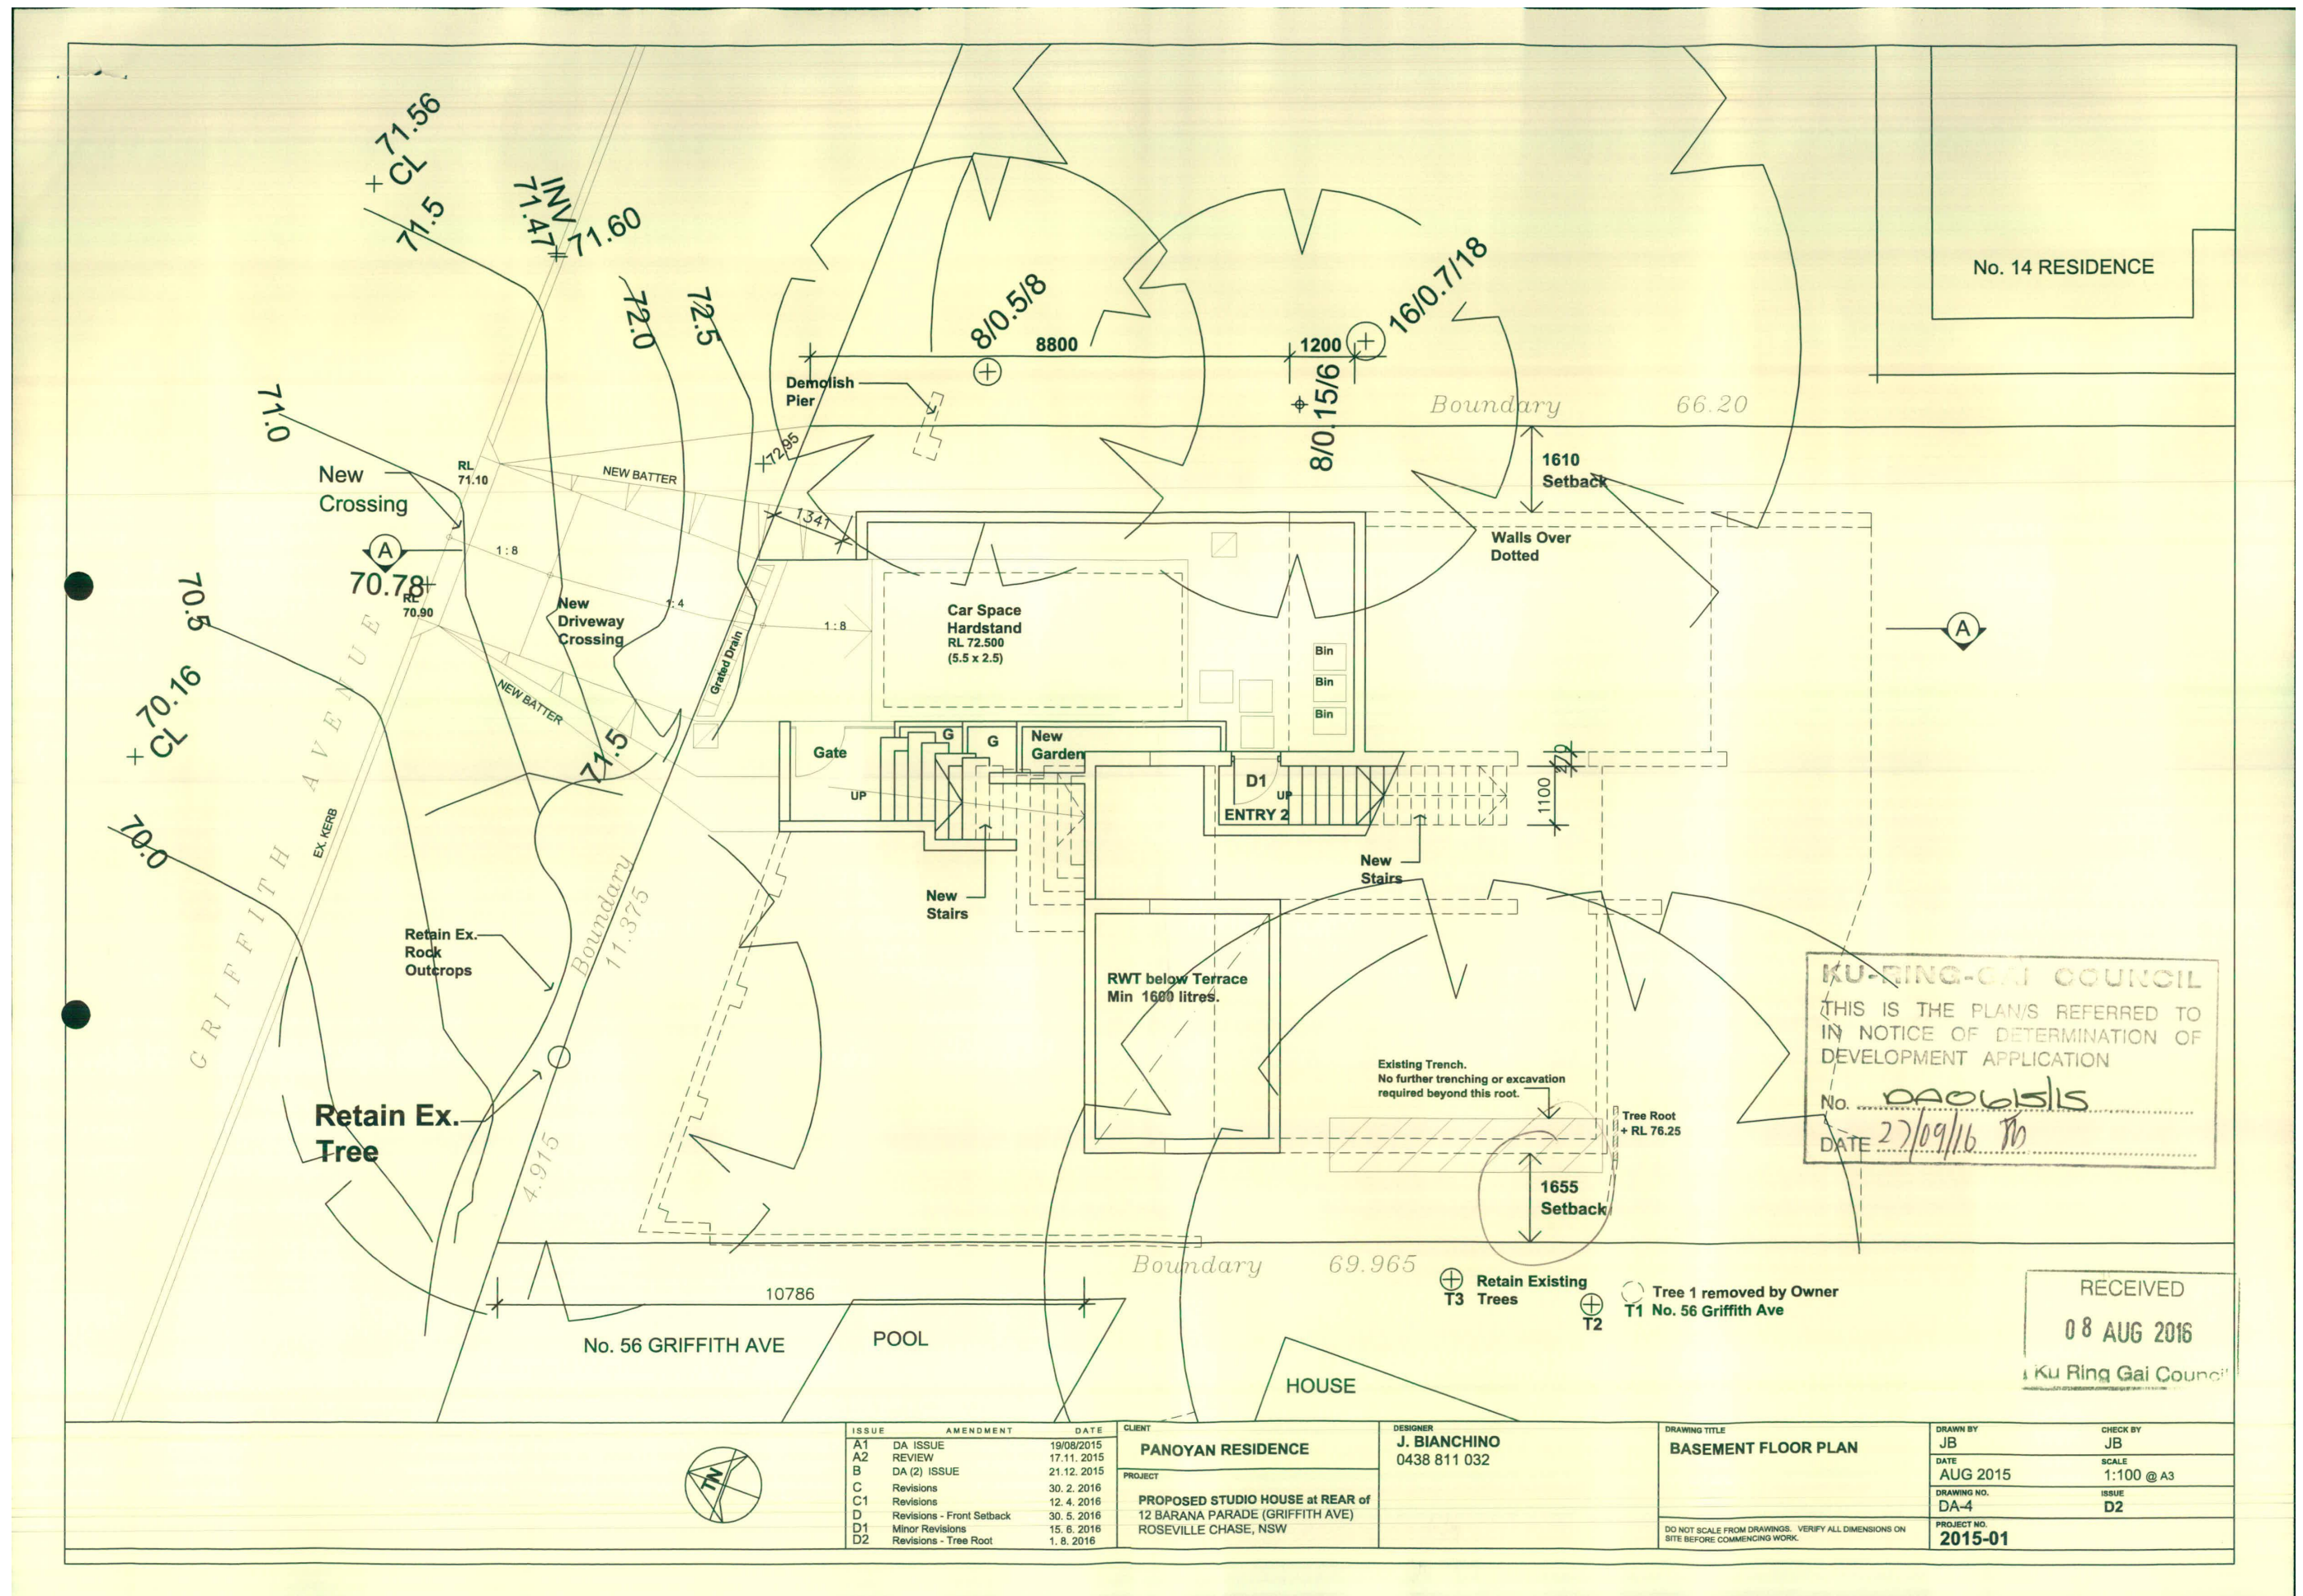 71.56
CL
71.5
INV
71.47
71.60
72.0
72.5
8/0.5/8
16/0.7/18
8800
1200
8/0.15/6
No. 14 RESIDENCE
Demolish
Pier
Boundary 66.20
71.0
New
Crossing
RL
71.10
NEW BATTER
72.95
1341
1610
Setback
Walls Over
Dotted
A
1:8
70.78
RL
70.90
70.5
New
Driveway
Crossing
1:4
1:8
Grated Drain
Car Space
Hardstand
RL 72.500
(5.5 x 2.5)
Bin
Bin
Bin
A
70.16
CL
NEW BATTER
71.5
Gate
G
G
New
Garden
UP
D1
UP
ENTRY 2
270
1100
70.0
GRIFFITH AVENUE
EX. KERB
New
Stairs
New
Stairs
Boundary
11.375
Retain Ex.
Rock
Outcrops
RWT below Terrace
Min 1600 litres.
Existing Trench.
No further trenching or excavation
required beyond this root.
Tree Root
+ RL 76.25
Retain Ex.
Tree
4.915
1655
Setback
KU-RING-GAI COUNCIL
THIS IS THE PLAN/S REFERRED TO
IN NOTICE OF DETERMINATION OF
DEVELOPMENT APPLICATION
No. DA0615/15
DATE 27/09/16
Boundary 69.965
10786
T3
Retain Existing
Trees
T2
T1
Tree 1 removed by Owner
No. 56 Griffith Ave
No. 56 GRIFFITH AVE
POOL
HOUSE
RECEIVED
08 AUG 2016
Ku Ring Gai Council
TN
ISSUE AMENDMENT DATE
A1 DA ISSUE 19/08/2015
A2 REVIEW 17.11. 2015
B DA (2) ISSUE 21.12. 2015
C Revisions 30. 2. 2016
C1 Revisions 12. 4. 2016
D Revisions - Front Setback 30. 5. 2016
D1 Minor Revisions 15. 6. 2016
D2 Revisions - Tree Root 1. 8. 2016
CLIENT
PANOYAN RESIDENCE
PROJECT
PROPOSED STUDIO HOUSE at REAR of
12 BARANA PARADE (GRIFFITH AVE)
ROSEVILLE CHASE, NSW
DESIGNER
J. BIANCHINO
0438 811 032
DRAWING TITLE
BASEMENT FLOOR PLAN
DO NOT SCALE FROM DRAWINGS. VERIFY ALL DIMENSIONS ON
SITE BEFORE COMMENCING WORK.
DRAWN BY
JB
CHECK BY
JB
DATE
AUG 2015
SCALE
1:100 @ A3
DRAWING NO.
DA-4
ISSUE
D2
PROJECT NO.
2015-01